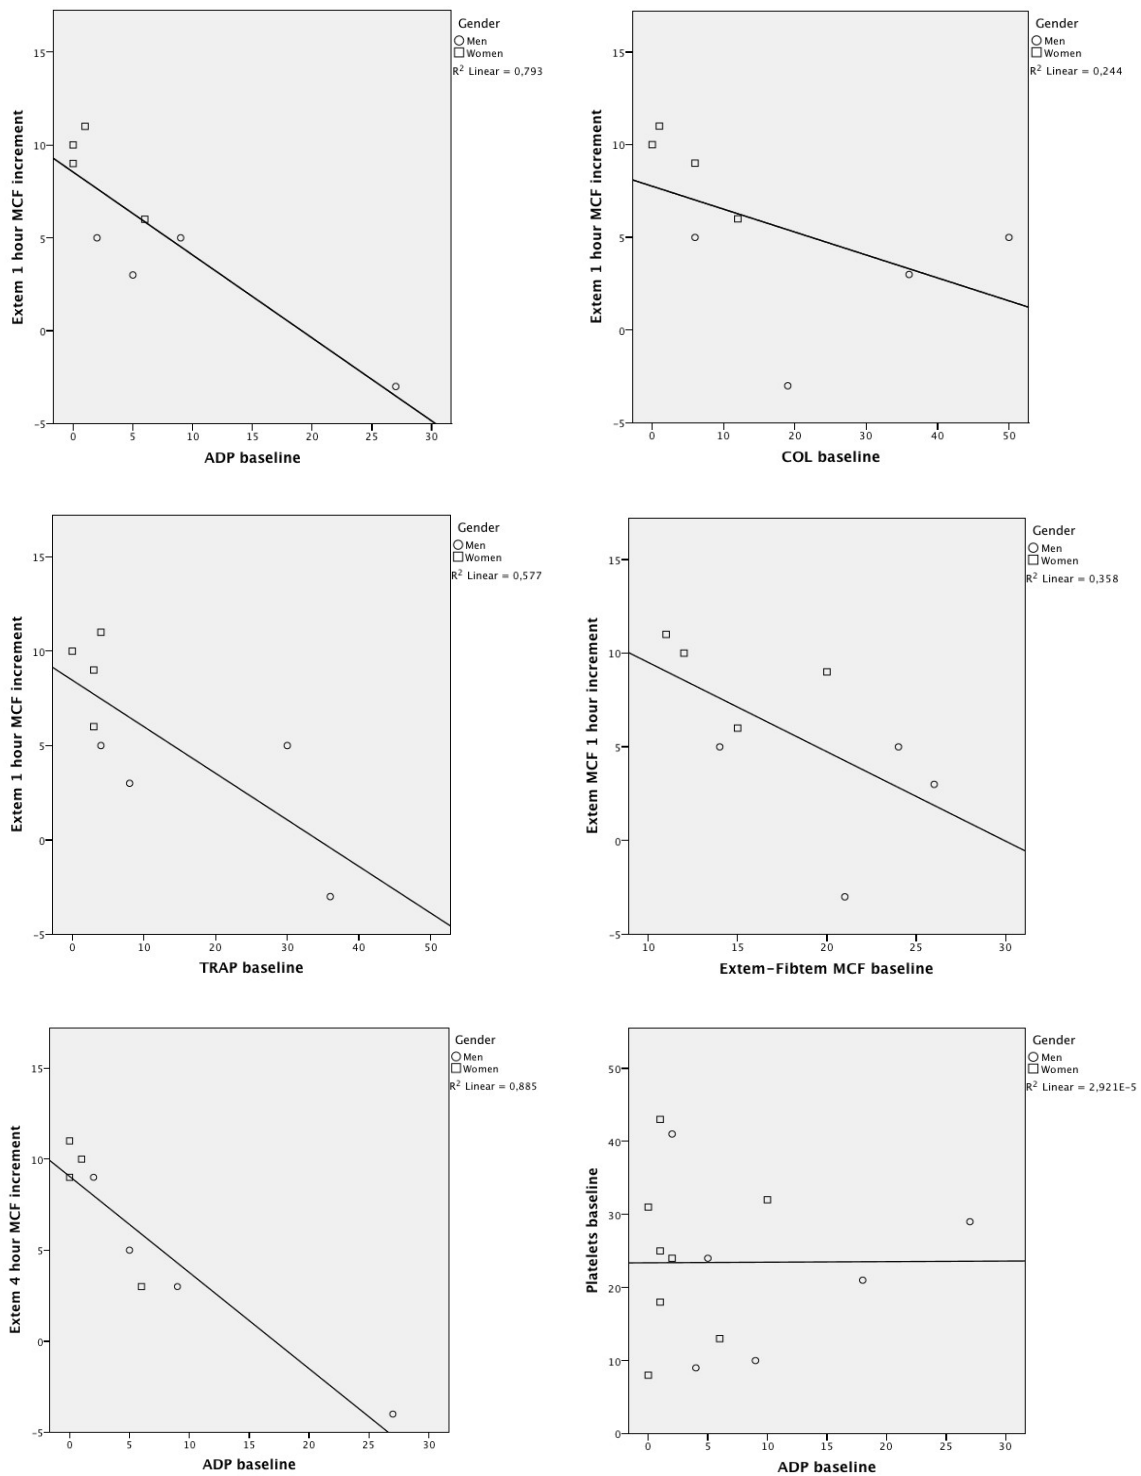 Gender
Men
Women
R² Linear = 0,793
Extem 1 hour MCF increment
15
10
5
0
-5
0 5 10 15 20 25 30
ADP baseline
Gender
Men
Women
R² Linear = 0,244
Extem 1 hour MCF increment
15
10
5
0
-5
0 10 20 30 40 50
COL baseline
Gender
Men
Women
R² Linear = 0,577
Extem 1 hour MCF increment
15
10
5
0
-5
0 10 20 30 40 50
TRAP baseline
Gender
Men
Women
R² Linear = 0,358
Extem MCF 1 hour increment
15
10
5
0
-5
10 15 20 25 30
Extem-Fibtem MCF baseline
Gender
Men
Women
R² Linear = 0,885
Extem 4 hour MCF increment
15
10
5
0
-5
0 5 10 15 20 25 30
ADP baseline
Gender
Men
Women
R² Linear = 2,921E-5
Platelets baseline
50
40
30
20
10
0
0 5 10 15 20 25 30
ADP baseline